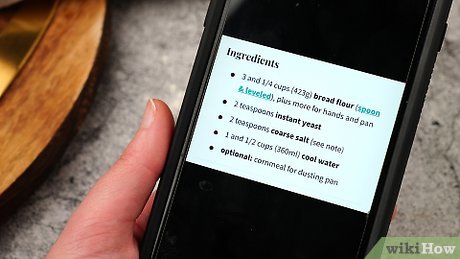 Ingredients
• 3 and 1/4 cups (423g) bread flour (spoon
& leveled), plus more for hands and pan
• 2 teaspoons instant yeast
• 2 teaspoons coarse salt (see note)
• 1 and 1/2 cups (360ml) cool water
• optional: cornmeal for dusting pan
wikiHow